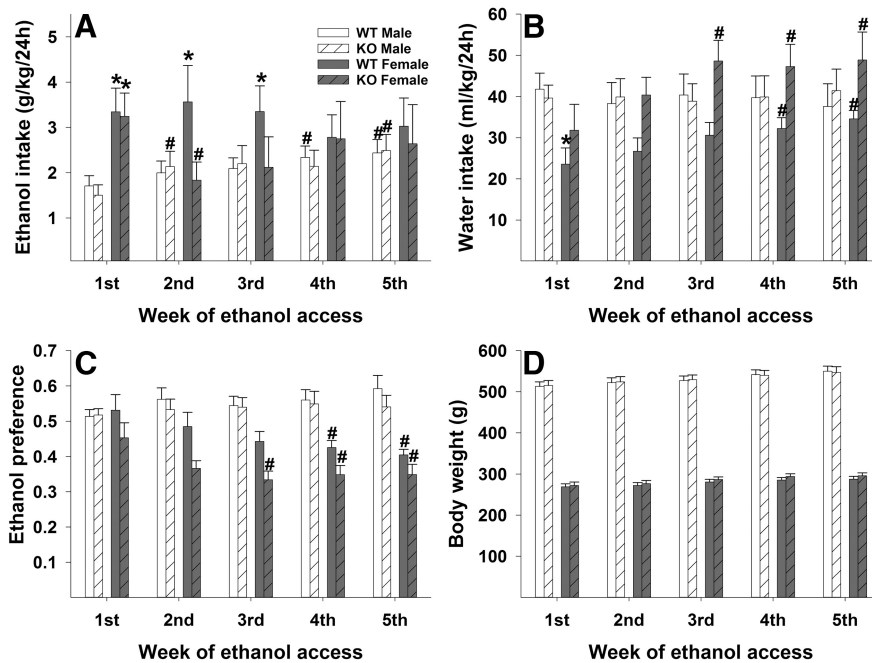 A
Ethanol intake (g/kg/24h)
5
4
3
2
1
WT Male
KO Male
WT Female
KO Female
* * # * # * # # #
1st 2nd 3rd 4th 5th
Week of ethanol access
B
Water intake (ml/kg/24h)
60
50
40
30
20
10
* # # # # #
1st 2nd 3rd 4th 5th
Week of ethanol access
C
Ethanol preference
0.7
0.6
0.5
0.4
0.3
0.2
0.1
# # # # #
1st 2nd 3rd 4th 5th
Week of ethanol access
D
Body weight (g)
600
500
400
300
200
100
1st 2nd 3rd 4th 5th
Week of ethanol access